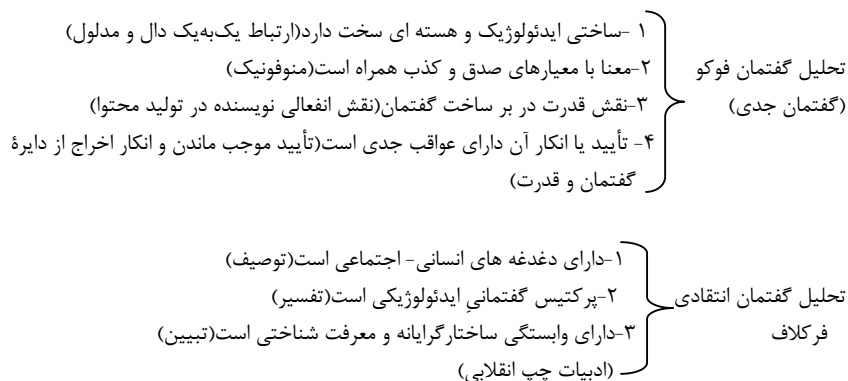 تحلیل گفتمان فوکو
(گفتمان جدی)
۱ -ساختی ایدئولوژیک و هسته ای سخت دارد(ارتباط یک‌به‌یک دال و مدلول)
۲-معنا با معیارهای صدق و کذب همراه است(منوفونیک)
۳-نقش قدرت در بر ساخت گفتمان(نقش انفعالی نویسنده در تولید محتوا)
۴- تأیید یا انکار آن دارای عواقب جدی است(تأیید موجب ماندن و انکار اخراج از دایرۀ
گفتمان و قدرت)
تحلیل گفتمان انتقادی
فرکلاف
۱-دارای دغدغه های انسانی- اجتماعی است(توصیف)
۲-پرکتیس گفتمانیِ ایدئولوژیکی است(تفسیر)
۳-دارای وابستگی ساختارگرایانه و معرفت شناختی است(تبیین)
(ادبیات چپ انقلابی)